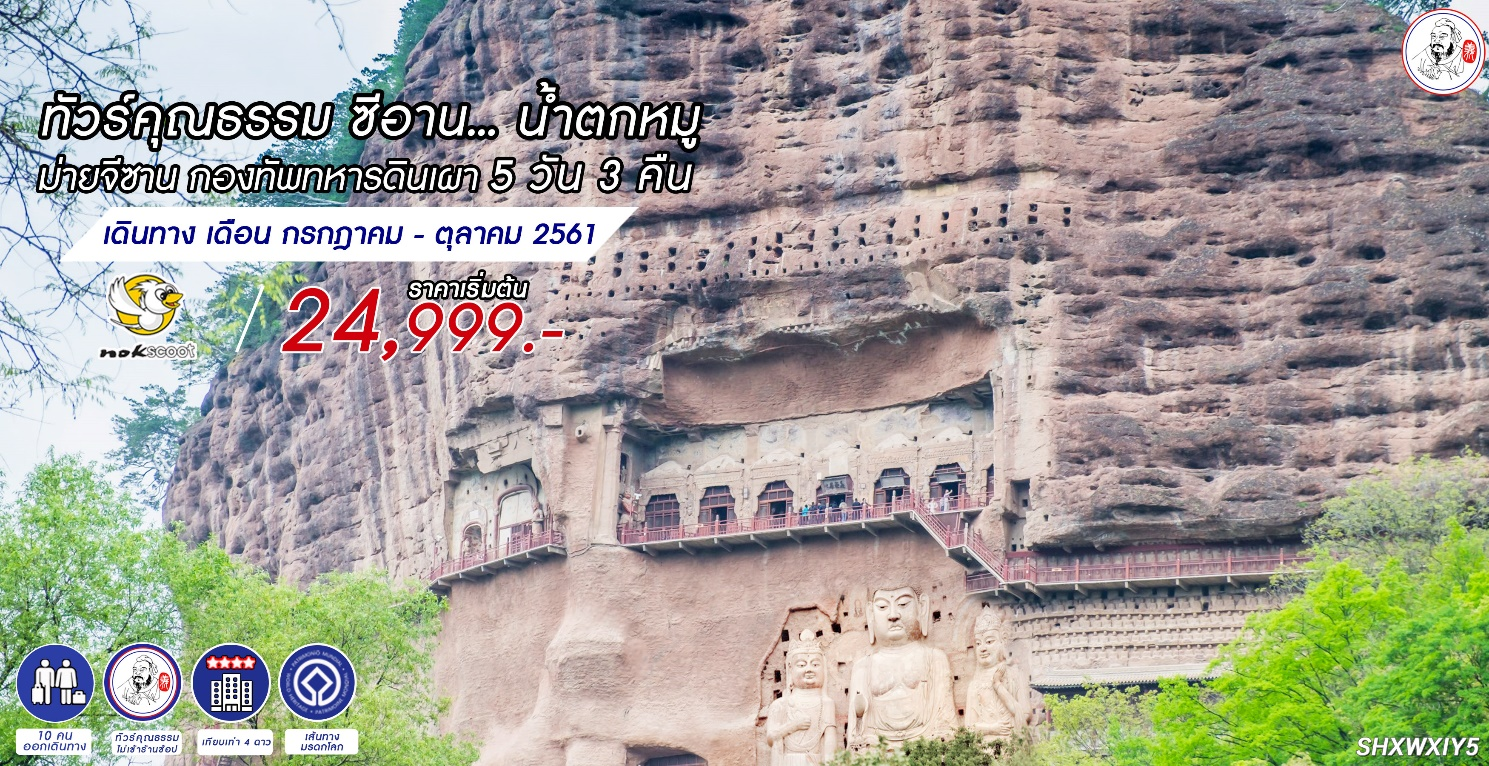 ทัวร์คุณธรรม ซีอาน... น้ำตกหมู
ม่ายจีซาน กองทัพทหารดินเผา 5 วัน 3 คืน
เดินทาง เดือน กรกฎาคม - ตุลาคม 2561
ราคาเริ่มต้น
nokscoot
24,999.-
10 คน
ออกเดินทาง
ทัวร์คุณธรรม
ไม่เข้าร้านช้อป
เทียบเท่า 4 ดาว
เส้นทาง
มรดกโลก
SHXWXIY5